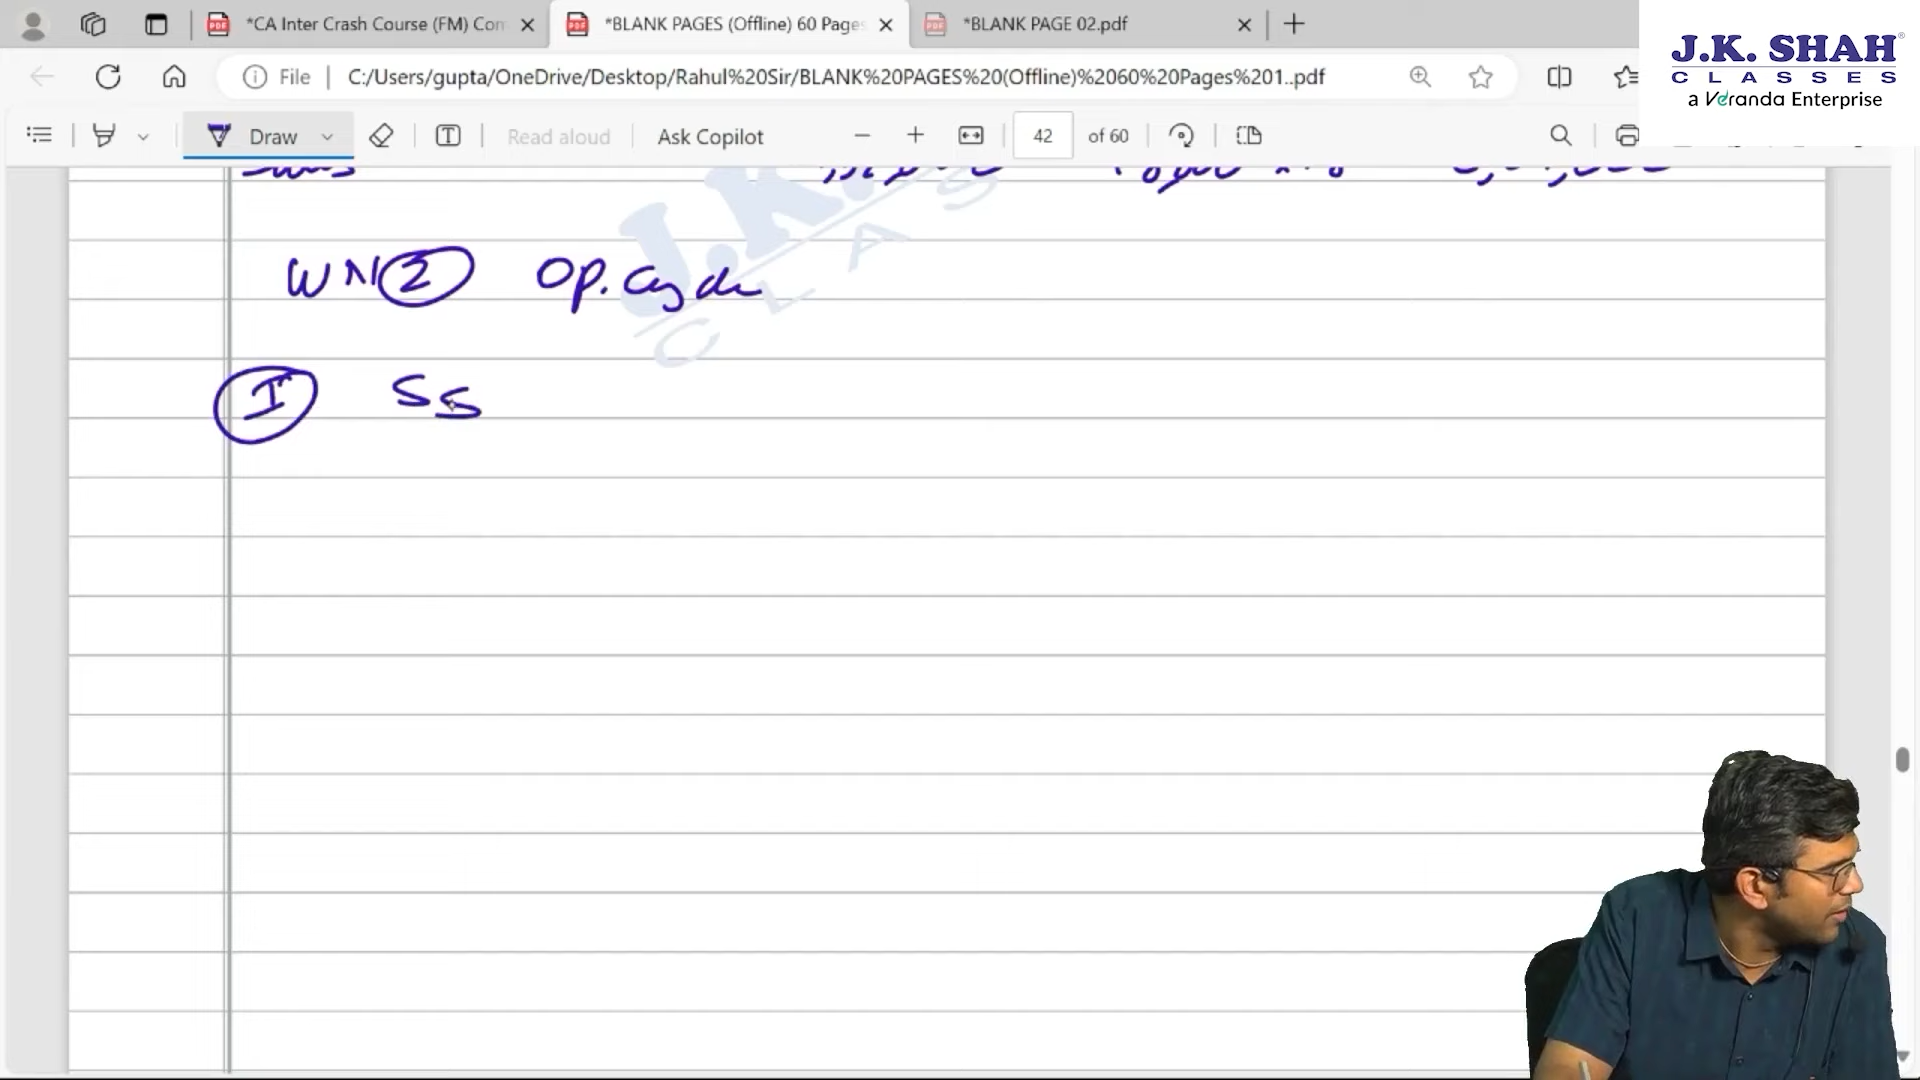 *CA Inter Crash Course (FM) Con
*BLANK PAGES (Offline) 60 Pages
*BLANK PAGE 02.pdf
File
C:/Users/gupta/OneDrive/Desktop/Rahul%20Sir/BLANK%20PAGES%20(Offline)%2060%20Pages%201..pdf
J.K. SHAH®
CLASSES
a Veranda Enterprise
Draw
Read aloud
Ask Copilot
42 of 60
J.K.
CLAS
WN 2 Op. Cycle
I SS